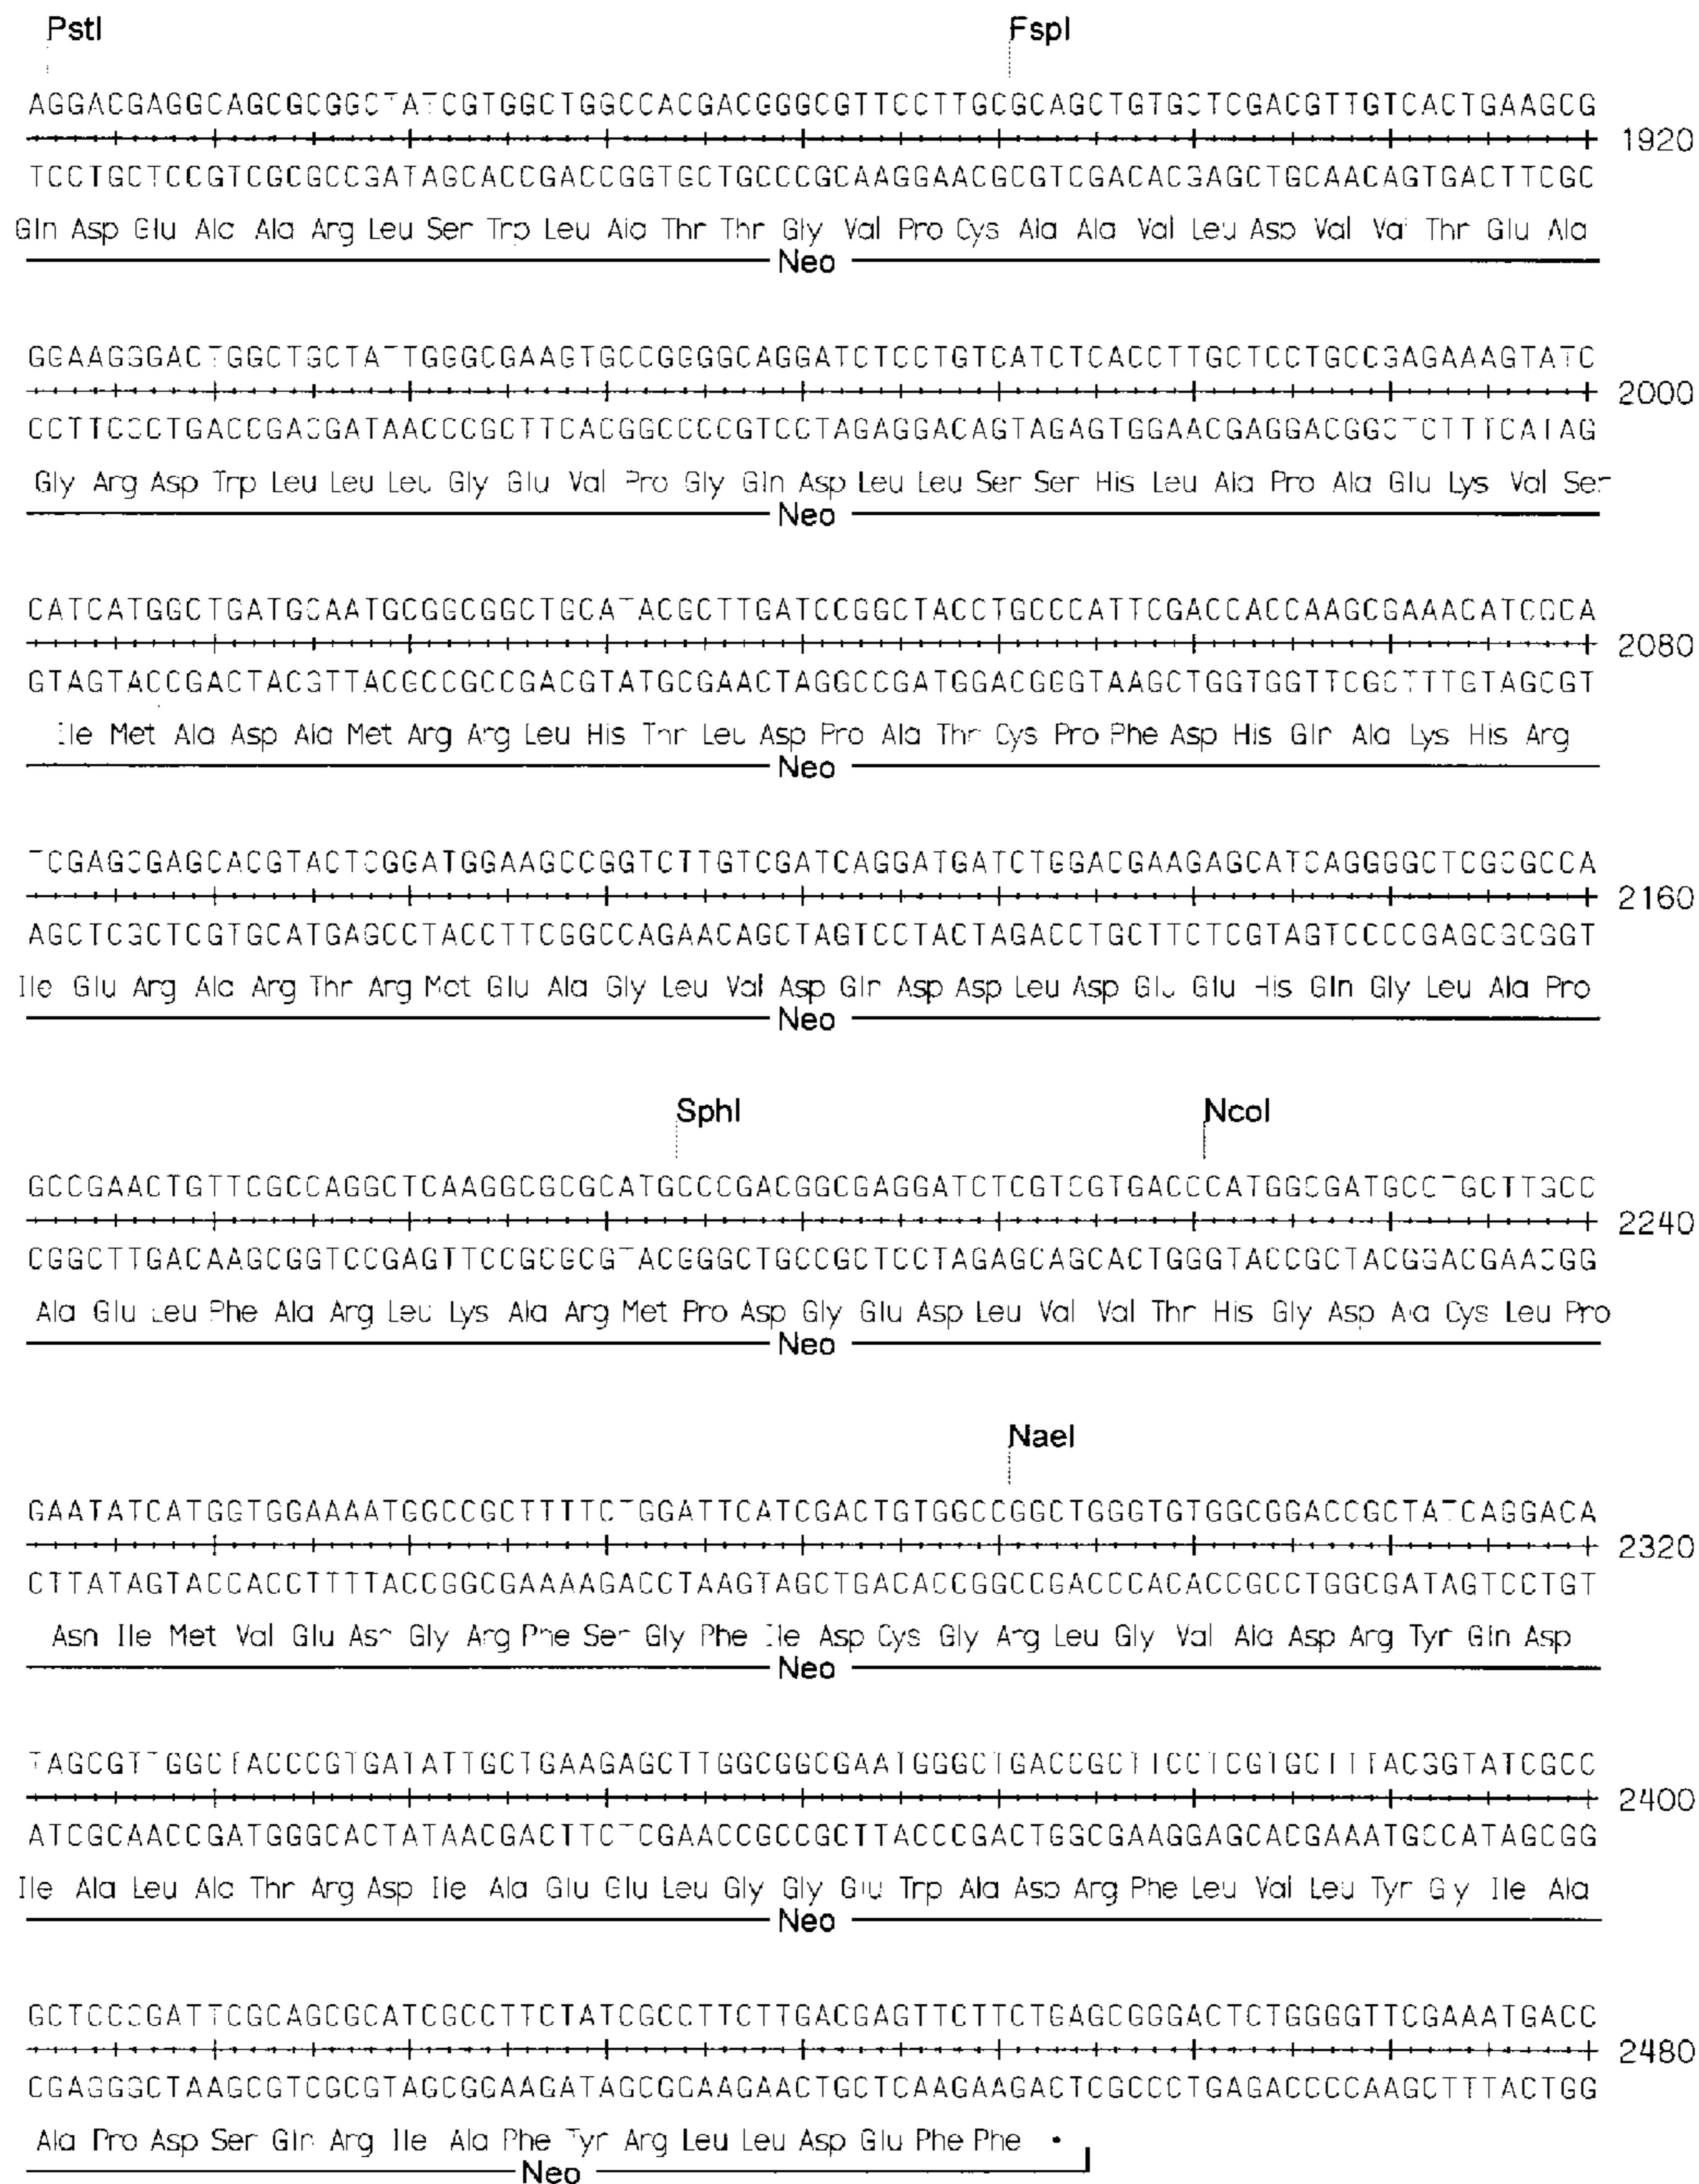 PstI FspI
AGGACGAGGCAGCGCGGCTATCGTGGCTGGCCACGACGGGCGTTCCTTGCGCAGCTGTGCTCGACGTTGTCACTGAAGCG
1920
TCCTGCTCCGTCGCGCCGATAGCACCGACCGGTGCTGCCCGCAAGGAACGCGTCGACACGAGCTGCAACAGTGACTTCGC
Gln Asp Glu Ala Ala Arg Leu Ser Trp Leu Ala Thr Thr Gly Val Pro Cys Ala Ala Val Leu Asp Val Val Thr Glu Ala
Neo
GGAAGGGACTGGCTGCTATTGGGCGAAGTGCCGGGGCAGGATCTCCTGTCATCTCACCTTGCTCCTGCCGAGAAAGTATC
2000
CCTTCCCTGACCGACGATAACCCGCTTCACGGCCCCGTCCTAGAGGACAGTAGAGTGGAACGAGGACGGCTCTTTCATAG
Gly Arg Asp Trp Leu Leu Leu Gly Glu Val Pro Gly Gln Asp Leu Leu Ser Ser His Leu Ala Pro Ala Glu Lys Val Ser
Neo
CATCATGGCTGATGCAATGCGGCGGCTGCATACGCTTGATCCGGCTACCTGCCCATTCGACCACCAAGCGAAACATCGCA
2080
GTAGTACCGACTACGTTACGCCGCCGACGTATGCGAACTAGGCCGATGGACGGGTAAGCTGGTGGTTCGCTTTGTAGCGT
Ile Met Ala Asp Ala Met Arg Arg Leu His Thr Leu Asp Pro Ala Thr Cys Pro Phe Asp His Gln Ala Lys His Arg
Neo
TCGAGCGAGCACGTACTCGGATGGAAGCCGGTCTTGTCGATCAGGATGATCTGGACGAAGAGCATCAGGGGCTCGCGCCA
2160
AGCTCGCTCGTGCATGAGCCTACCTTCGGCCAGAACAGCTAGTCCTACTAGACCTGCTTCTCGTAGTCCCCGAGCGCGGT
Ile Glu Arg Ala Arg Thr Arg Met Glu Ala Gly Leu Val Asp Gln Asp Asp Leu Asp Glu Glu His Gln Gly Leu Ala Pro
Neo
SphI NcoI
GCCGAACTGTTCGCCAGGCTCAAGGCGCGCATGCCCGACGGCGAGGATCTCGTCGTGACCCATGGCGATGCCTGCTTGCC
2240
CGGCTTGACAAGCGGTCCGAGTTCCGCGCGTACGGGCTGCCGCTCCTAGAGCAGCACTGGGTACCGCTACGGACGAACGG
Ala Glu Leu Phe Ala Arg Leu Lys Ala Arg Met Pro Asp Gly Glu Asp Leu Val Val Thr His Gly Asp Ala Cys Leu Pro
Neo
NaeI
GAATATCATGGTGGAAAATGGCCGCTTTTCTGGATTCATCGACTGTGGCCGGCTGGGTGTGGCGGACCGCTATCAGGACA
2320
CTTATAGTACCACCTTTTACCGGCGAAAAGACCTAAGTAGCTGACACCGGCCGACCCACACCGCCTGGCGATAGTCCTGT
Asn Ile Met Val Glu Asn Gly Arg Phe Ser Gly Phe Ile Asp Cys Gly Arg Leu Gly Val Ala Asp Arg Tyr Gln Asp
Neo
TAGCGTTGGCTACCCGTGATATTGCTGAAGAGCTTGGCGGCGAATGGGCTGACCGCTTCCTCGTGCTTTACGGTATCGCC
2400
ATCGCAACCGATGGGCACTATAACGACTTCTCGAACCGCCGCTTACCCGACTGGCGAAGGAGCACGAAATGCCATAGCGG
Ile Ala Leu Ala Thr Arg Asp Ile Ala Glu Glu Leu Gly Gly Glu Trp Ala Asp Arg Phe Leu Val Leu Tyr Gly Ile Ala
Neo
GCTCCCGATTCGCAGCGCATCGCCTTCTATCGCCTTCTTGACGAGTTCTTCTGAGCGGGACTCTGGGGTTCGAAATGACC
2480
CGAGGGCTAAGCGTCGCGTAGCGGAAGATAGCGGAAGAACTGCTCAAGAAGACTCGCCCTGAGACCCCAAGCTTTACTGG
Ala Pro Asp Ser Gln Arg Ile Ala Phe Tyr Arg Leu Leu Asp Glu Phe Phe •
Neo